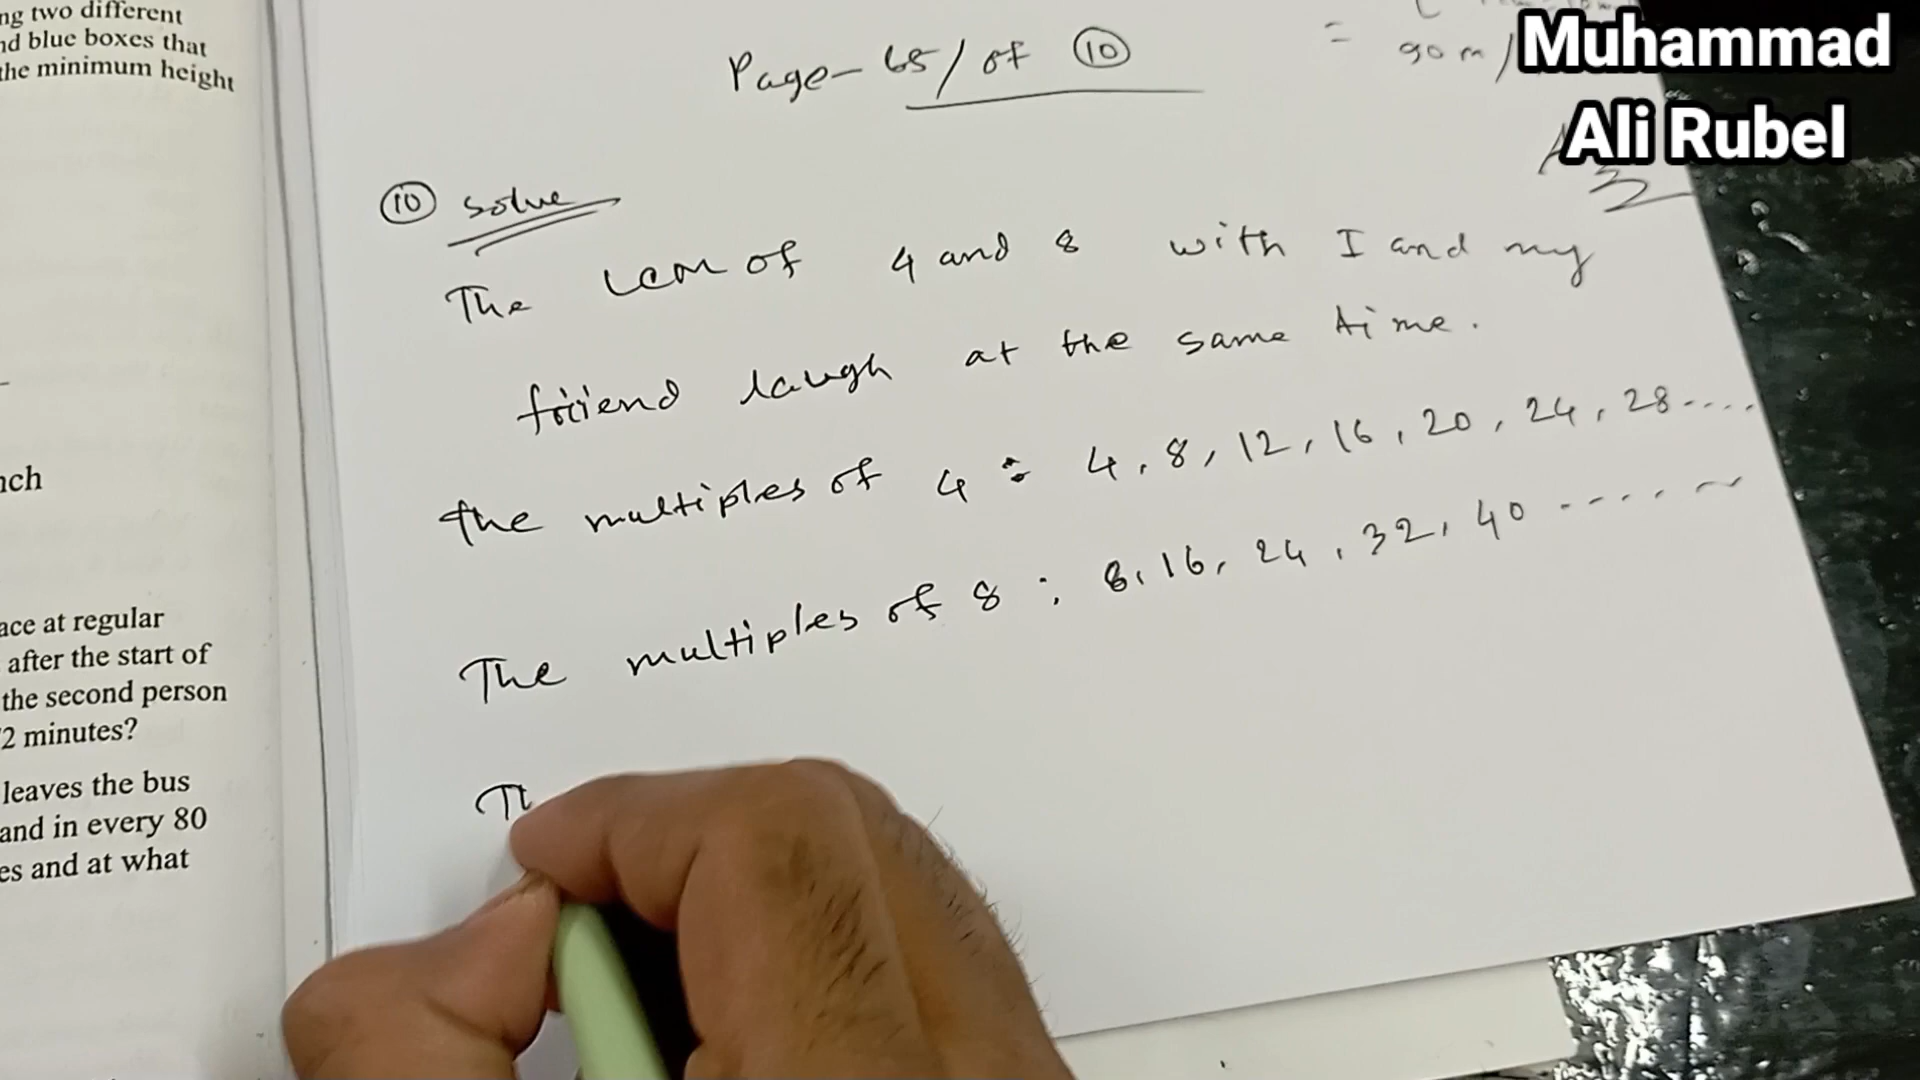 ng two different
nd blue boxes that
the minimum height
nch
ace at regular
after the start of
the second person
2 minutes?
leaves the bus
and in every 80
es and at what
Page- 65/ of 10
=
90 m/
Muhammad
Ali Rubel
10 solve
The LCM of 4 and 8 with I and my
friend laugh at the same time.
the multiples of 4 : 4, 8, 12, 16, 20, 24, 28....
The multiples of 8 : 8, 16, 24, 32, 40 ......
Th